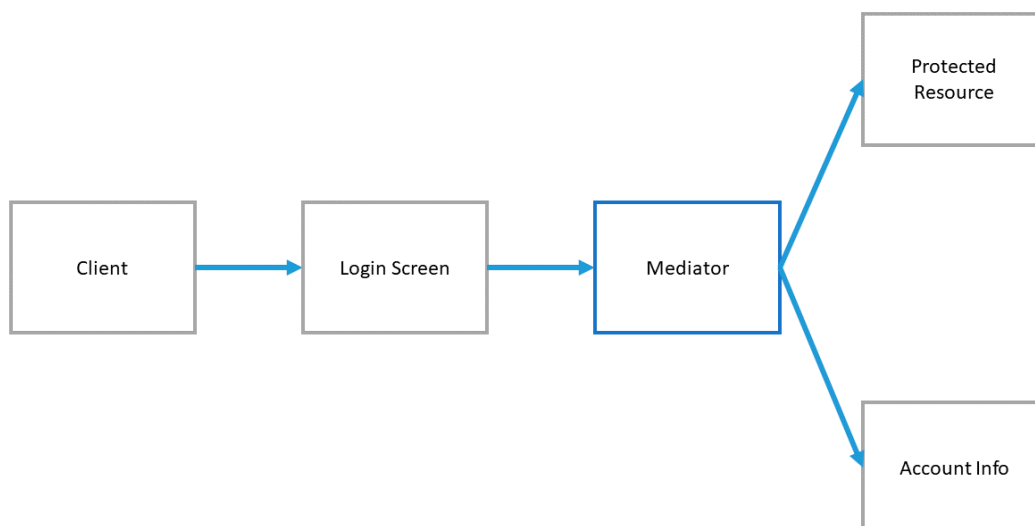 Protected
Resource
Client
Login Screen
Mediator
Account Info